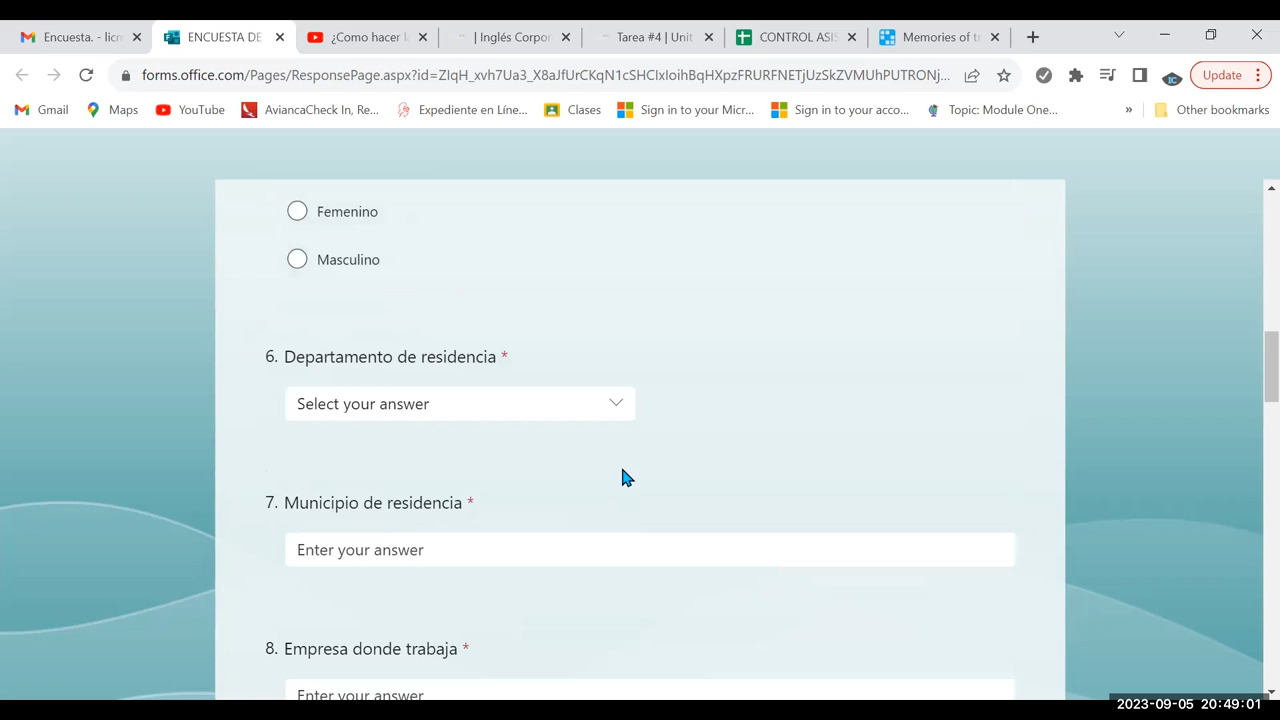 Encuesta. - licm
ENCUESTA DE
¿Como hacer l
| Inglés Corpor
Tarea #4 | Unit
CONTROL ASIS
Memories of t
forms.office.com/Pages/ResponsePage.aspx?id=ZIqH_xvh7Ua3_X8aJfUrCKqN1cSHCIxIoihBqHXpzFRURFNETjUzSkZVMUhPUTRONj...
Update
Gmail
Maps
YouTube
AviancaCheck In, Re...
Expediente en Líne...
Clases
Sign in to your Micr...
Sign in to your acco...
Topic: Module One...
»
Other bookmarks
Femenino
Masculino
6. Departamento de residencia *
Select your answer
7. Municipio de residencia *
Enter your answer
8. Empresa donde trabaja *
Enter your answer
2023-09-05 20:49:01